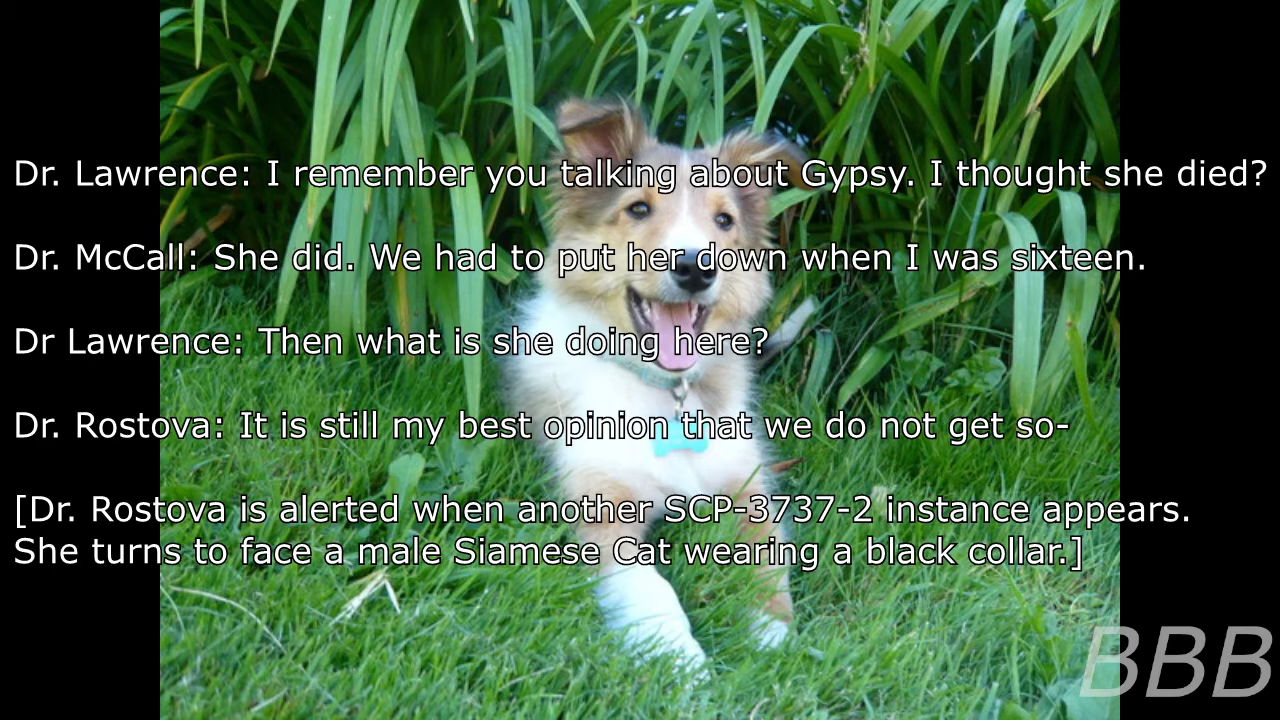 Dr. Lawrence: I remember you talking about Gypsy. I thought she died?
Dr. McCall: She did. We had to put her down when I was sixteen.
Dr Lawrence: Then what is she doing here?
Dr. Rostova: It is still my best opinion that we do not get so-
[Dr. Rostova is alerted when another SCP-3737-2 instance appears.
She turns to face a male Siamese Cat wearing a black collar.]
BBB